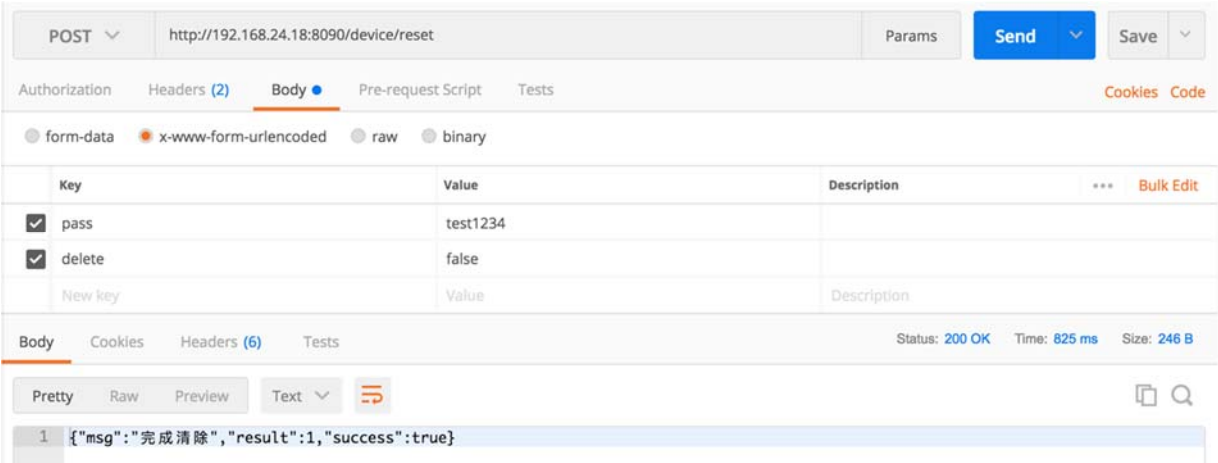 POST http://192.168.24.18:8090/device/reset Params Send Save
Authorization Headers (2) Body Pre-request Script Tests Cookies Code
form-data x-www-form-urlencoded raw binary
Key Value Description ••• Bulk Edit
pass test1234
delete false
New key Value Description
Body Cookies Headers (6) Tests Status: 200 OK Time: 825 ms Size: 246 B
Pretty Raw Preview Text
1 {"msg":"完成清除","result":1,"success":true}